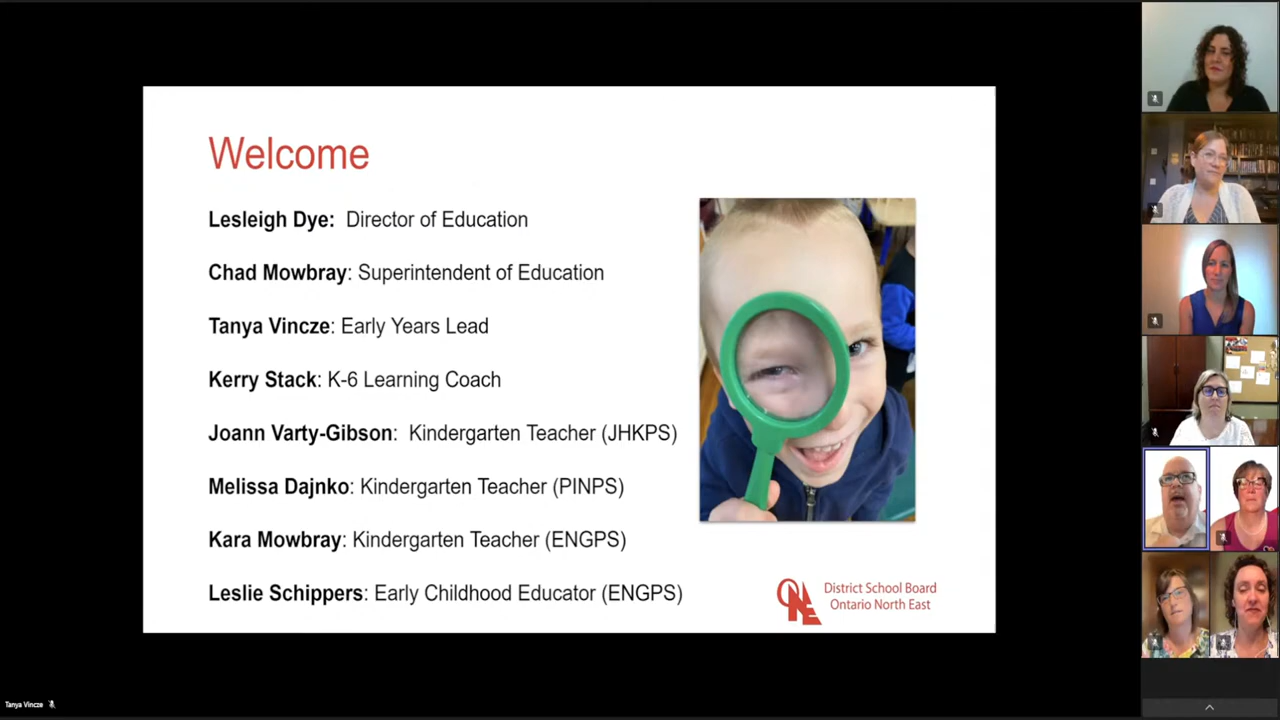 Welcome
Lesleigh Dye: Director of Education
Chad Mowbray: Superintendent of Education
Tanya Vincze: Early Years Lead
Kerry Stack: K-6 Learning Coach
Joann Varty-Gibson: Kindergarten Teacher (JHKPS)
Melissa Dajnko: Kindergarten Teacher (PINPS)
Kara Mowbray: Kindergarten Teacher (ENGPS)
Leslie Schippers: Early Childhood Educator (ENGPS)
ONE
District School Board
Ontario North East
Tanya Vincze